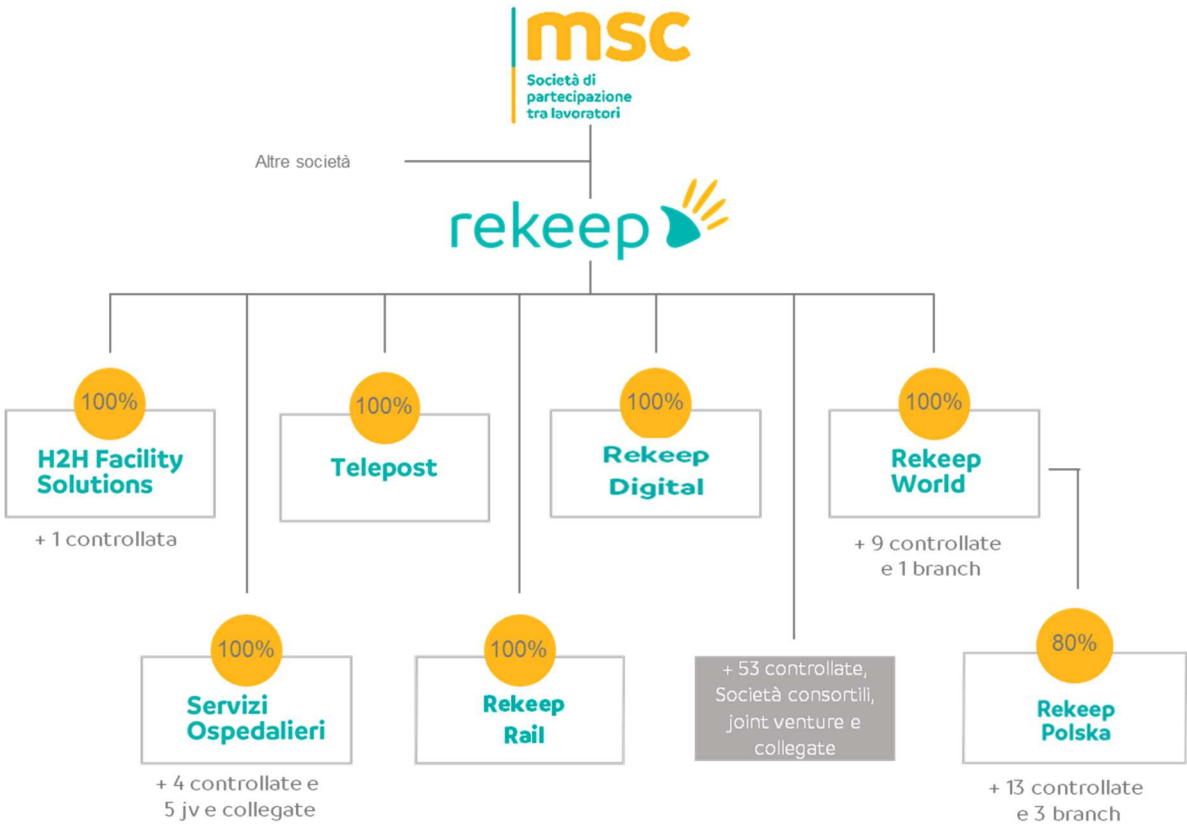 msc
Società di
partecipazione
tra lavoratori
Altre società
rekeep
100%
H2H Facility
Solutions
+ 1 controllata
100%
Telepost
100%
Rekeep
Digital
100%
Rekeep
World
+ 9 controllate
e 1 branch
100%
Servizi
Ospedalieri
+ 4 controllate e
5 jv e collegate
100%
Rekeep
Rail
+ 53 controllate,
Società consortili,
joint venture e
collegate
80%
Rekeep
Polska
+ 13 controllate
e 3 branch